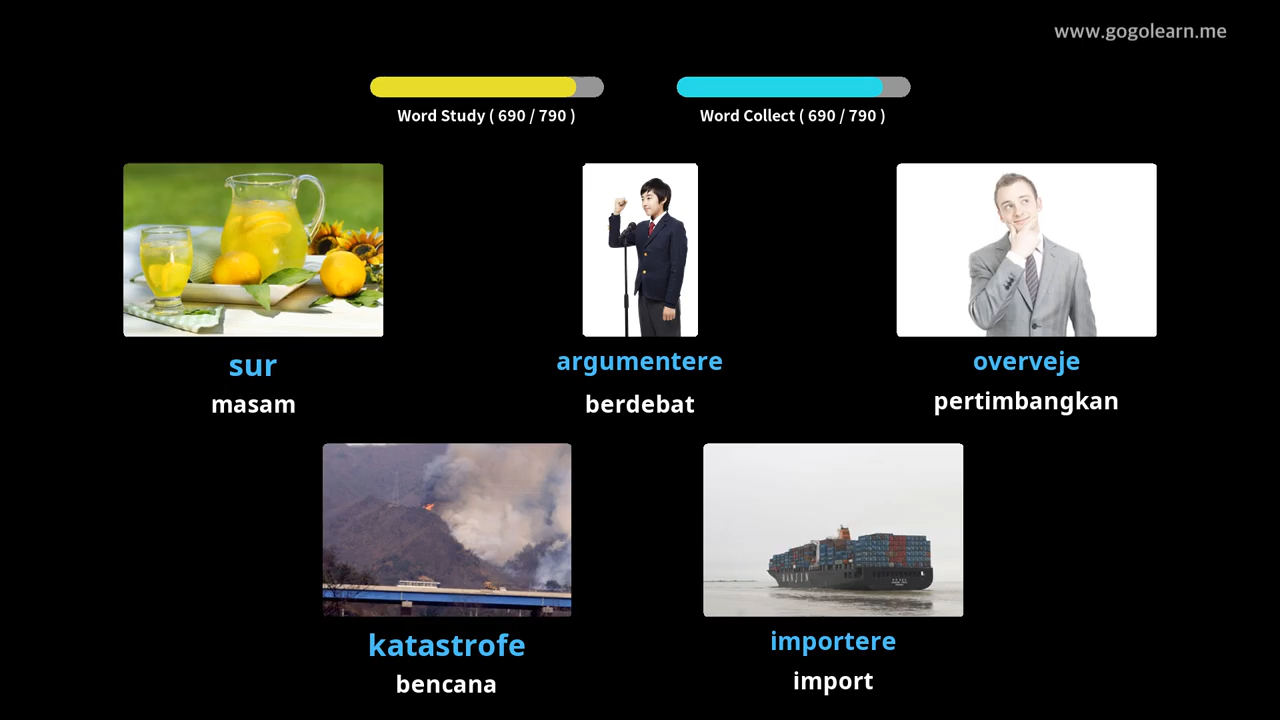 www.gogolearn.me
Word Study ( 690 / 790 )
Word Collect ( 690 / 790 )
sur
masam
argumentere
berdebat
overveje
pertimbangkan
katastrofe
bencana
HANJIN
importere
import